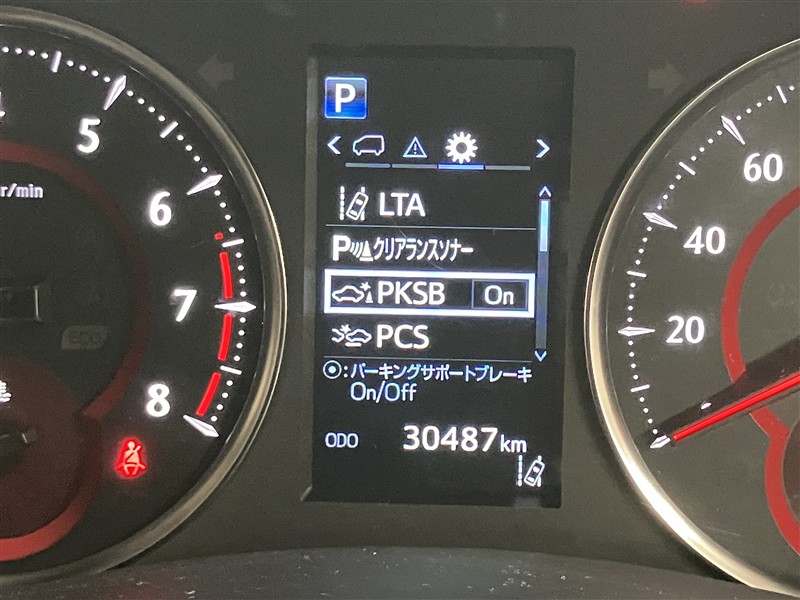 P
LTA
Pクリアランスソナー
PKSB On
PCS
◉:パーキングサポートブレーキ
On/Off
ODO 30487km
5
6
7
8
r/min
eco
60
40
20